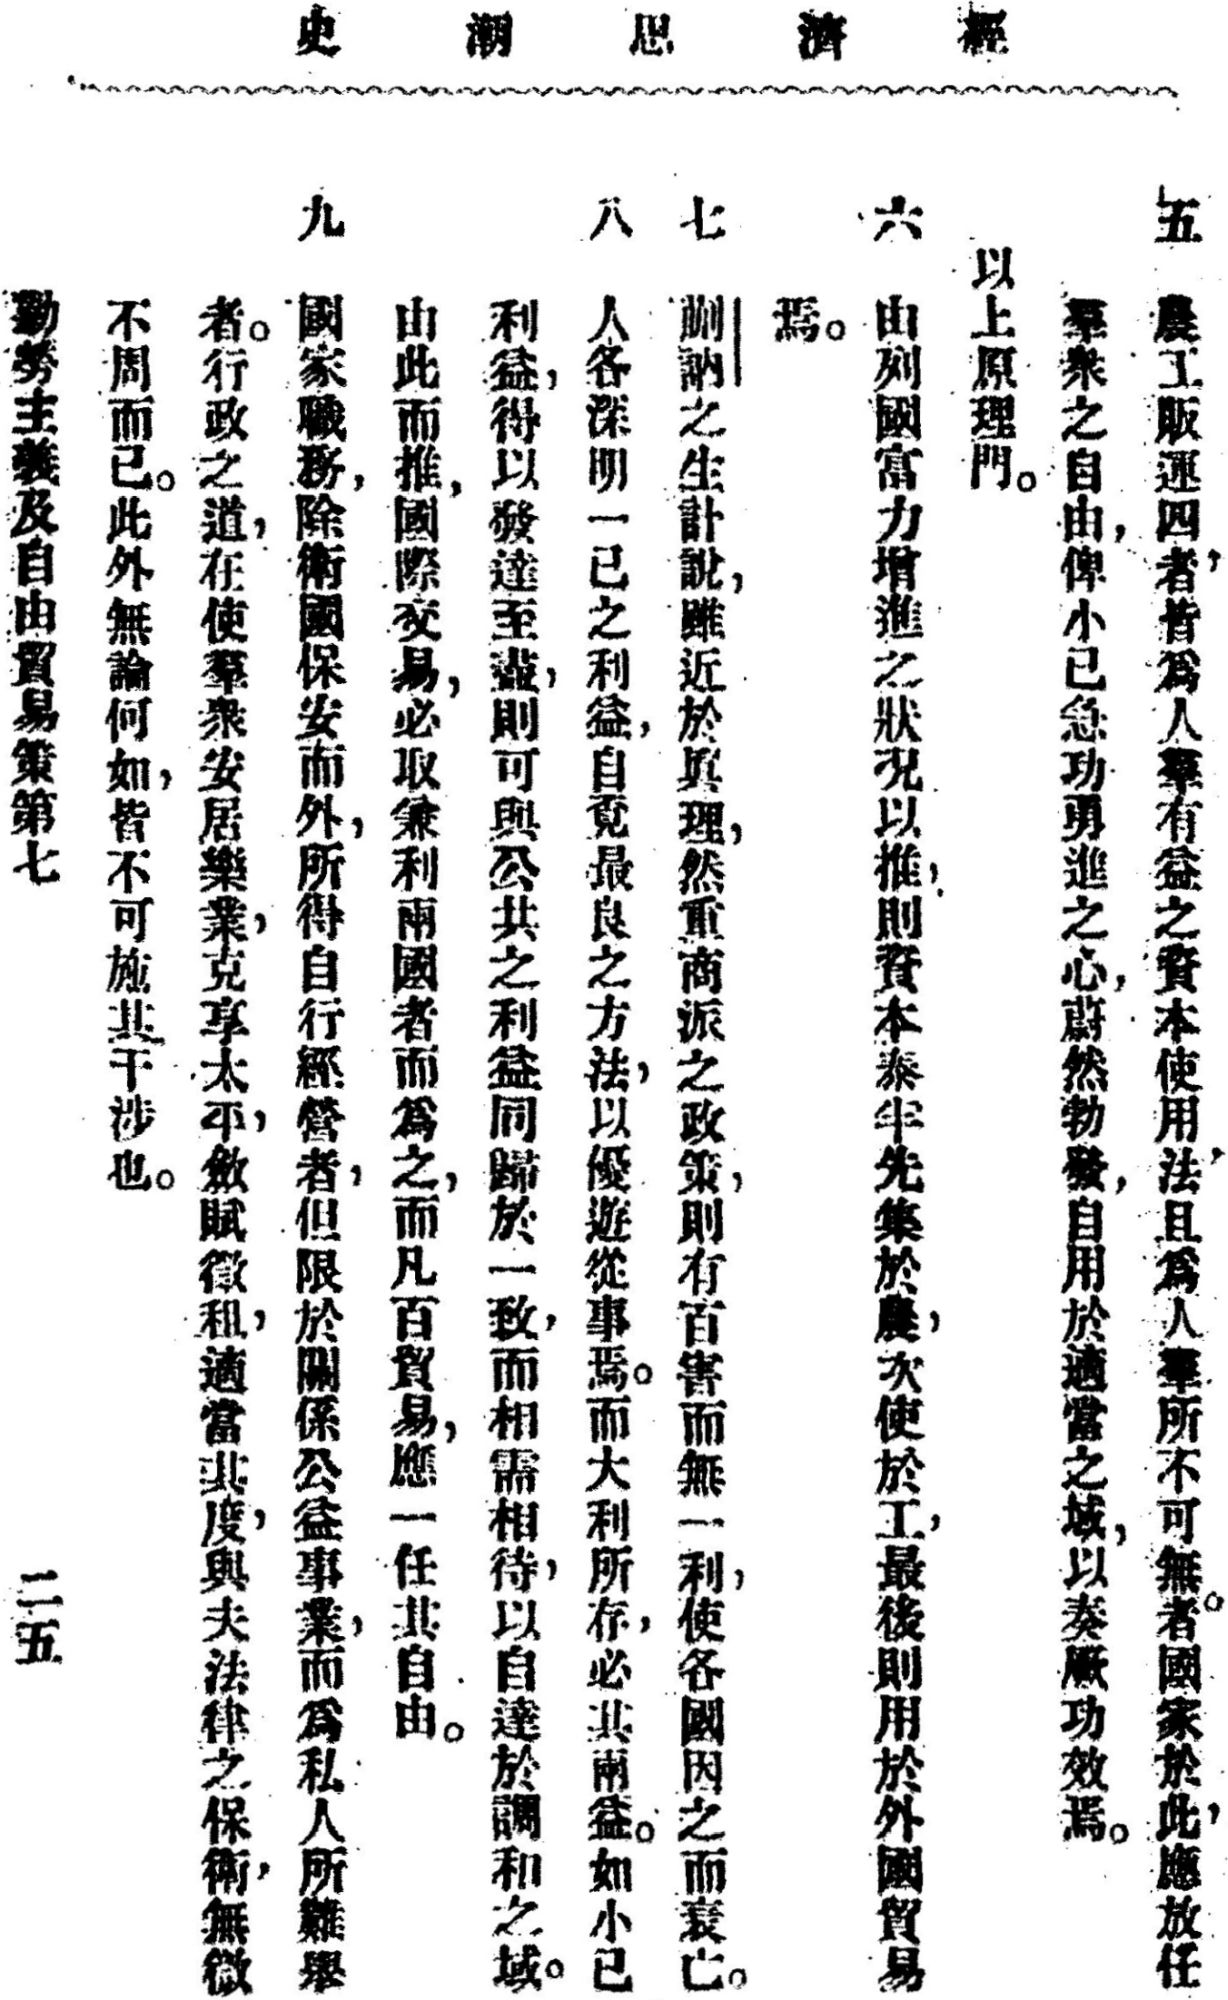 經濟思潮史
五　農工販運四者，皆爲人羣有益之資本使用法，且爲人羣所不可無。者國家於此，應放任
羣衆之自由，俾小己急功勇進之心，蔚然勃發，自用於適當之域，以奏厥功效焉。
以上原理門。
六　由列國富力增進之狀況以推，則資本泰半先集於農，次使於工，最後則用於外國貿易
焉。
七　剻訥之生計說，雖近於眞理，然重商派之政策，則有百害而無一利，使各國因之而衰亡。
八　人各深明一己之利益，自覓最良之方法，以優遊從事焉。而大利所存，必其兩益。如小己
利益，得以發達至盡，則可與公共之利益同歸於一致，而相需相待，以自達於調和之域。
由此而推，國際交易，必取兼利兩國者而爲之，而凡百貿易，應一任其自由。
九　國家職務，除衛國保安而外，所得自行經營者，但限於關係公益事業，而爲私人所難舉
者。行政之道，在使羣衆安居樂業，克享太平，斂賦徵租，適當其度，與夫法律之保衛，無微
不周而已。此外無論何如，皆不可施其干涉也。
勤勞主義及自由貿易策第七
二五